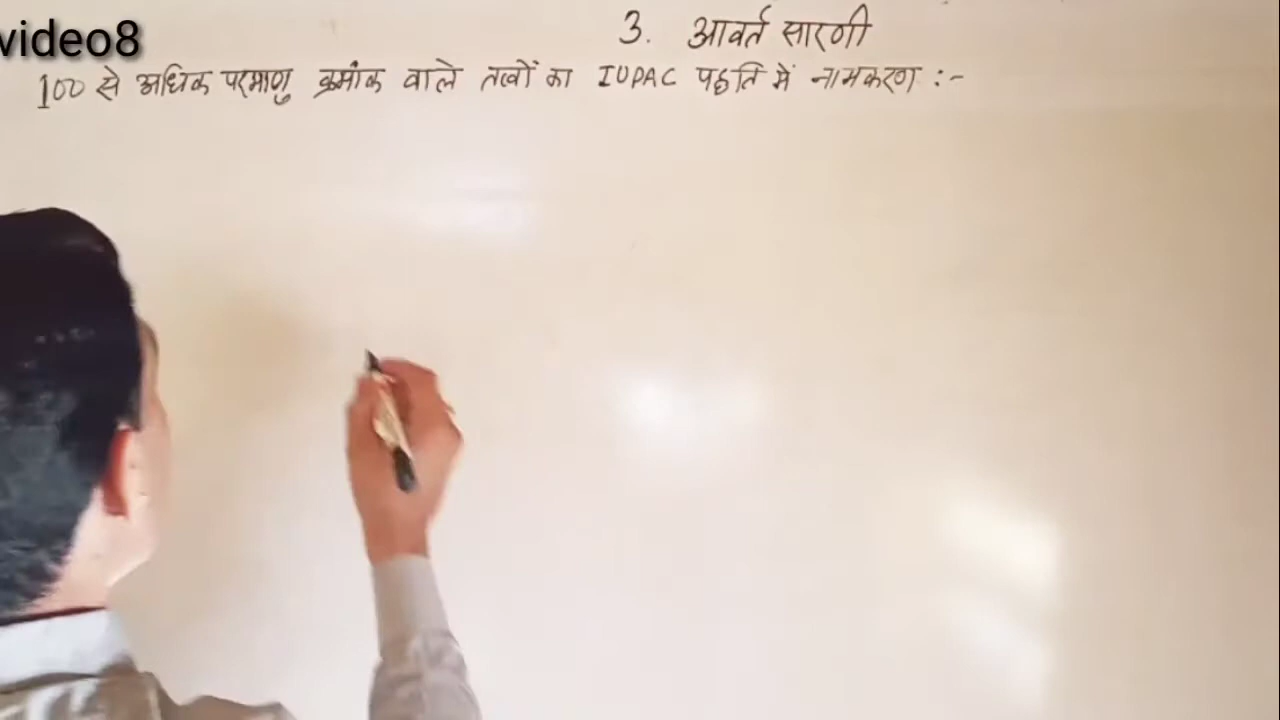 video8
3. आवर्त सारणी
100 से अधिक परमाणु क्रमांक वाले तत्वों का IUPAC पद्धति में नामकरण :-